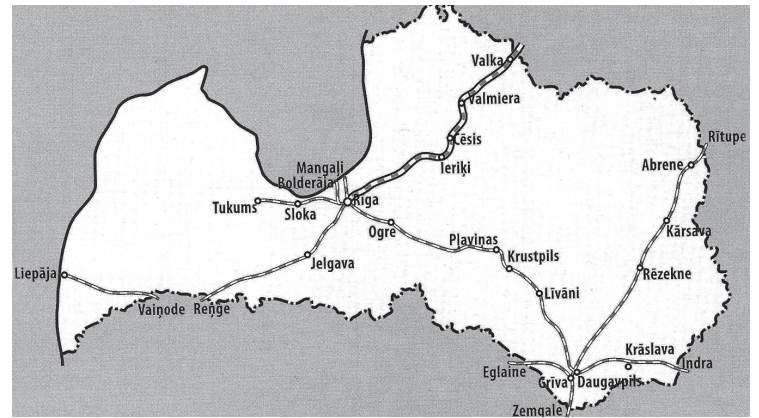 Valka
Valmiera
Cēsis
Ieriķi
Rītupe
Abrene
Mangaļi
Bolderāja
Rīga
Tukums
Sloka
Ogre
Kārsava
Pļaviņas
Krustpils
Jelgava
Rēzekne
Liepāja
Līvāni
Vaiņode
Reņģe
Krāslava
Eglaine
Indra
Grīva
Daugavpils
Zemgale